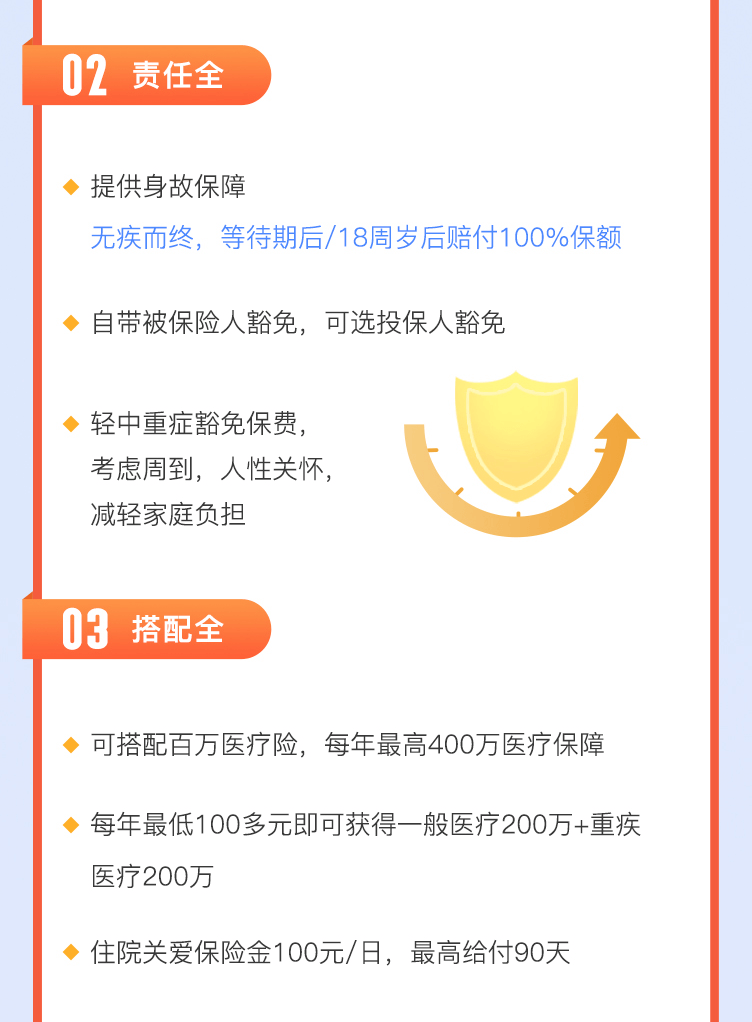 02 责任全
提供身故保障
无疾而终，等待期后/18周岁后赔付100%保额
自带被保险人豁免，可选投保人豁免
轻中重症豁免保费，
考虑周到，人性关怀，
减轻家庭负担
03 搭配全
可搭配百万医疗险，每年最高400万医疗保障
每年最低100多元即可获得一般医疗200万+重疾
医疗200万
住院关爱保险金100元/日，最高给付90天